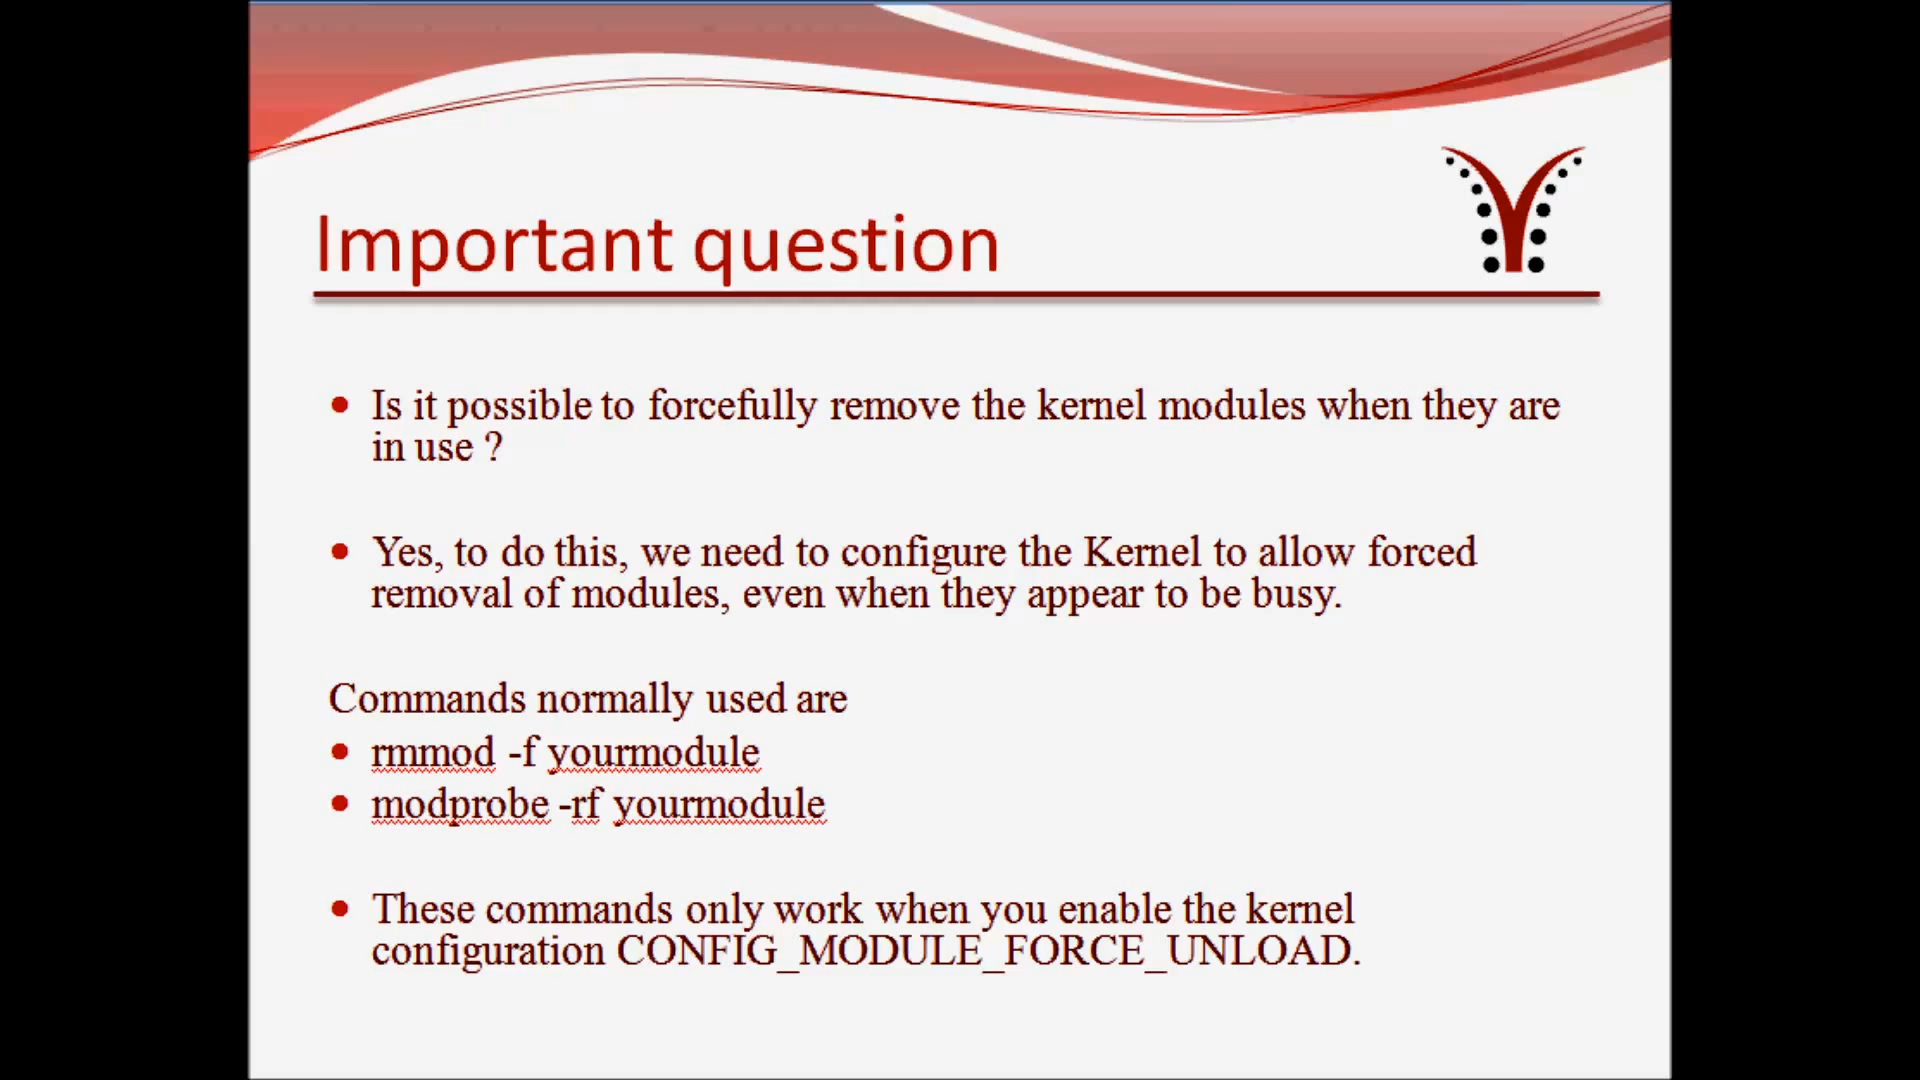 Important question
Is it possible to forcefully remove the kernel modules when they are
in use ?
Yes, to do this, we need to configure the Kernel to allow forced
removal of modules, even when they appear to be busy.
Commands normally used are
rmmod -f yourmodule
modprobe -rf yourmodule
These commands only work when you enable the kernel
configuration CONFIG_MODULE_FORCE_UNLOAD.